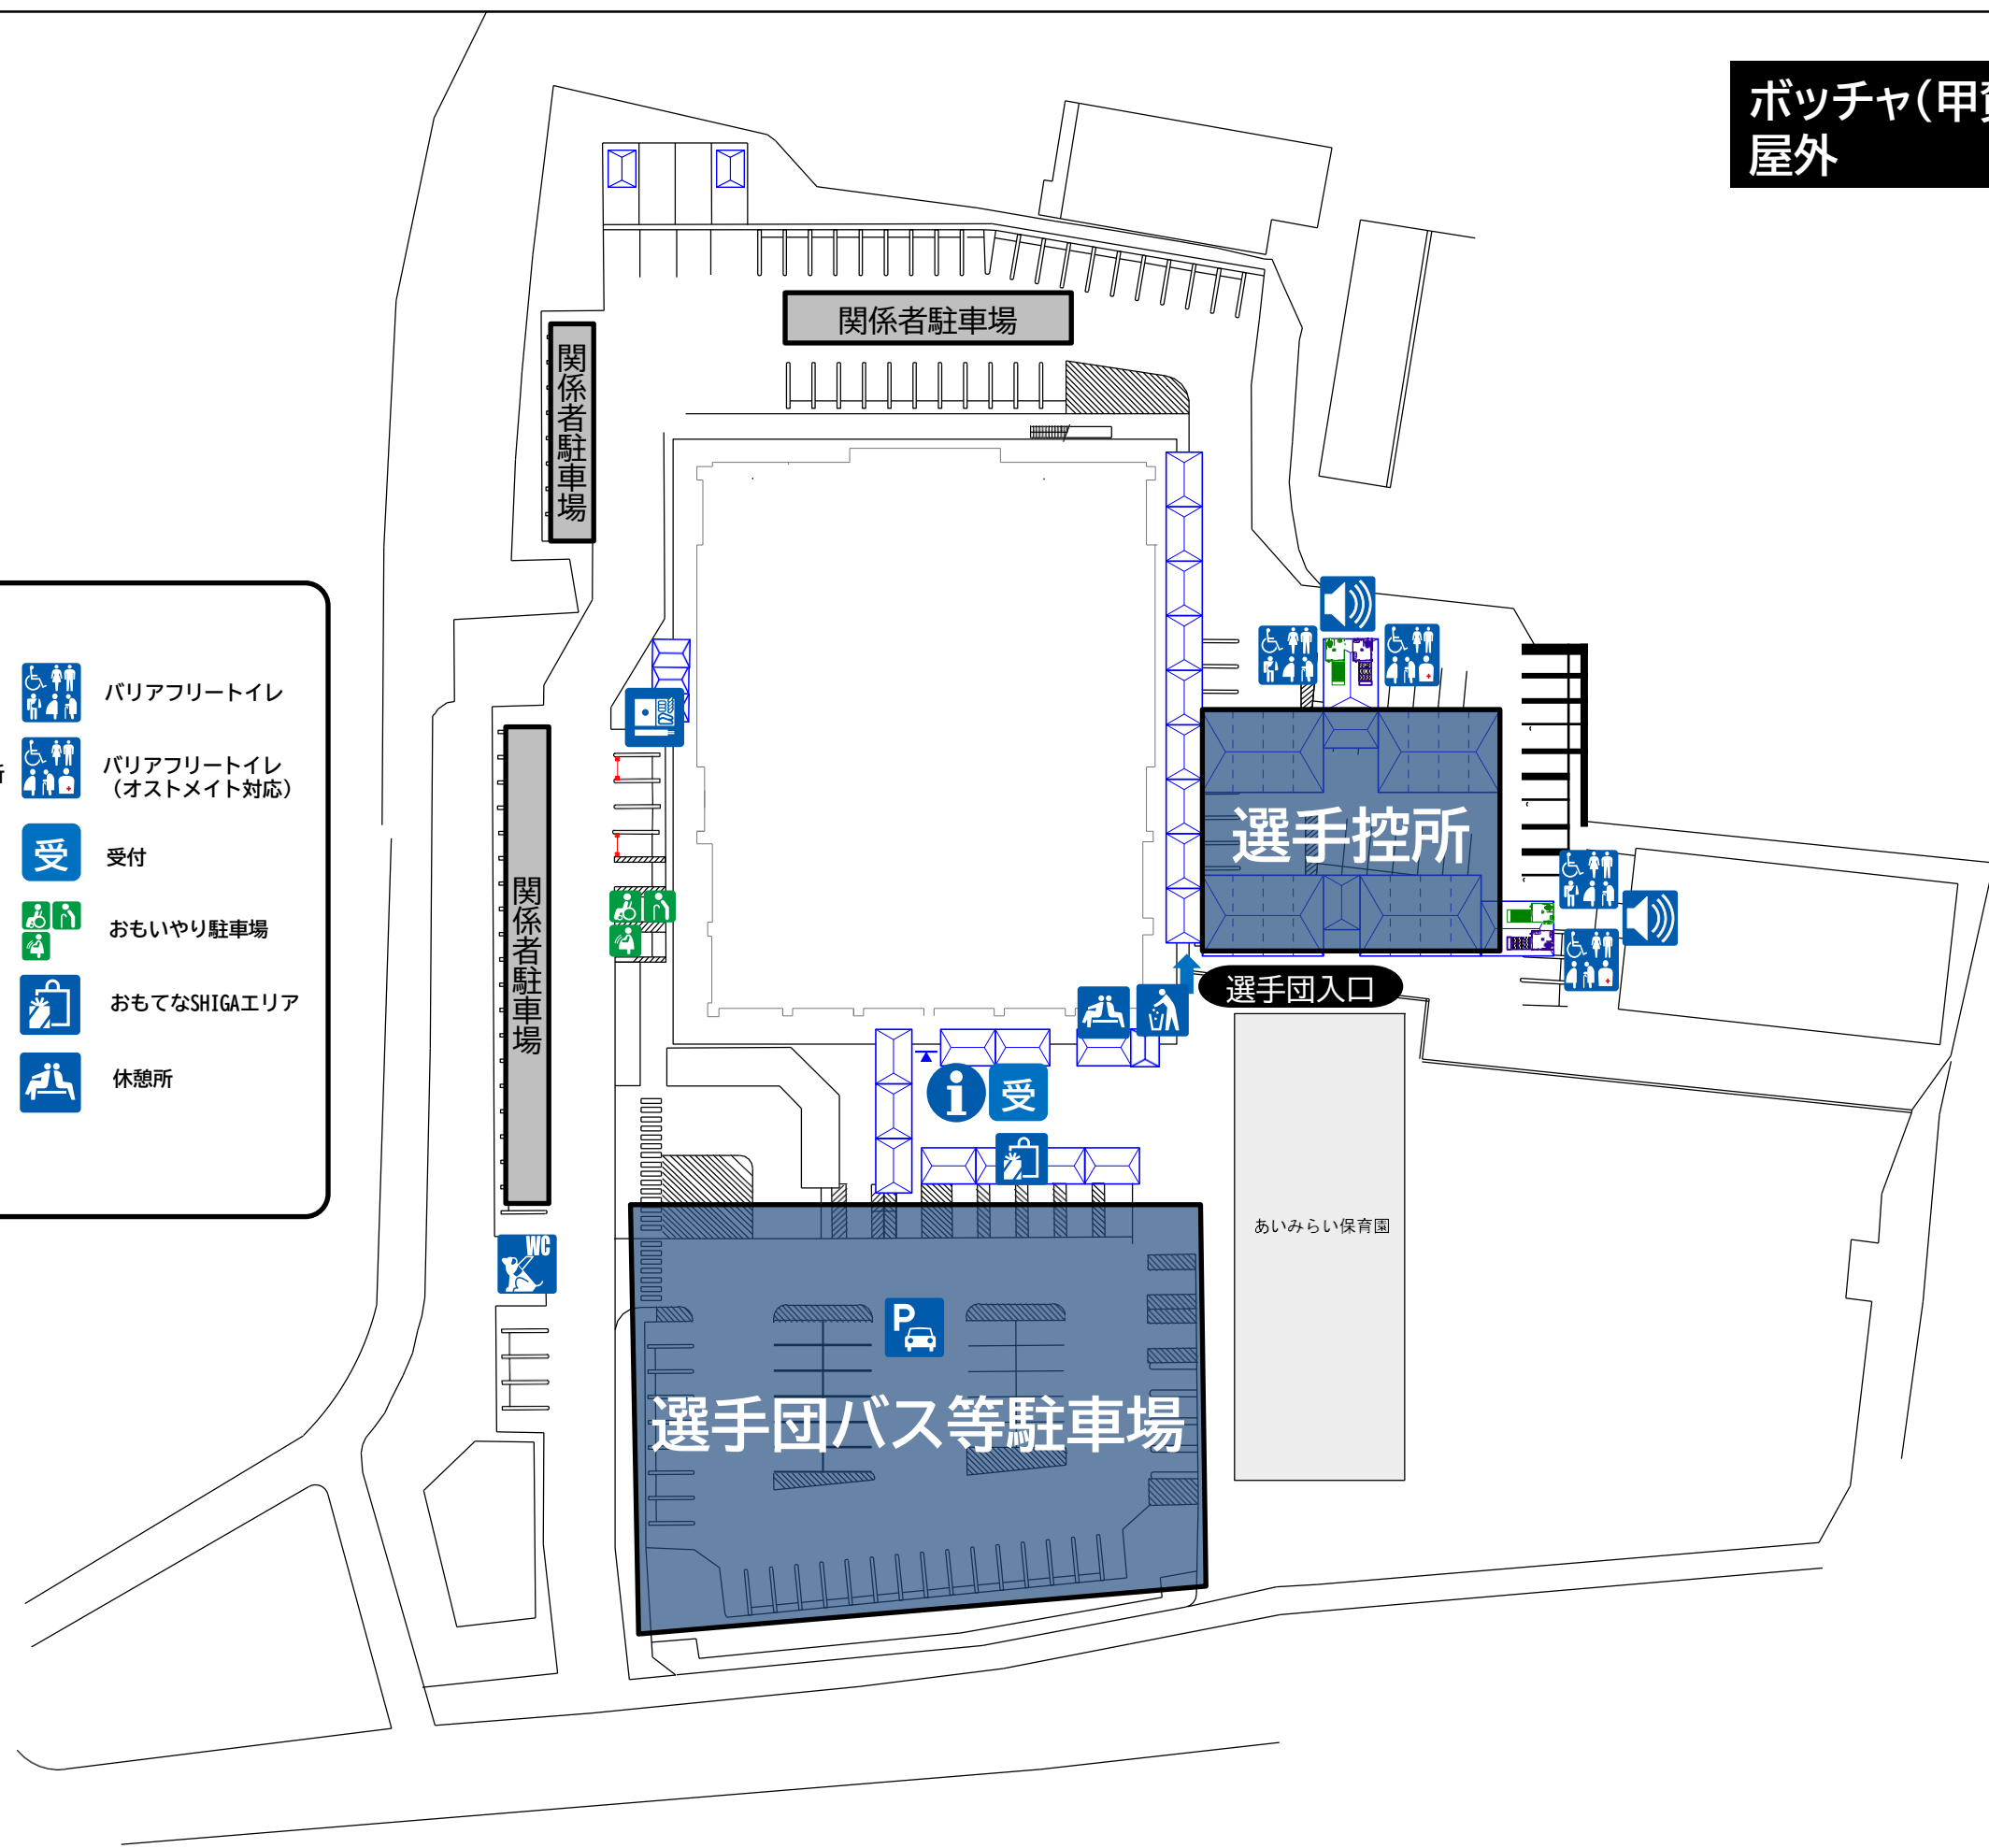 ボッチャ(甲賀
屋外
関係者駐車場
関係者駐車場
バリアフリートイレ
バリアフリートイレ
(オストメイト対応)
受
受付
おもいやり駐車場
おもてなSHIGAエリア
休憩所
関係者駐車場
選手控所
選手団入口
i
受
あいみらい保育園
WC
P
選手団バス等駐車場